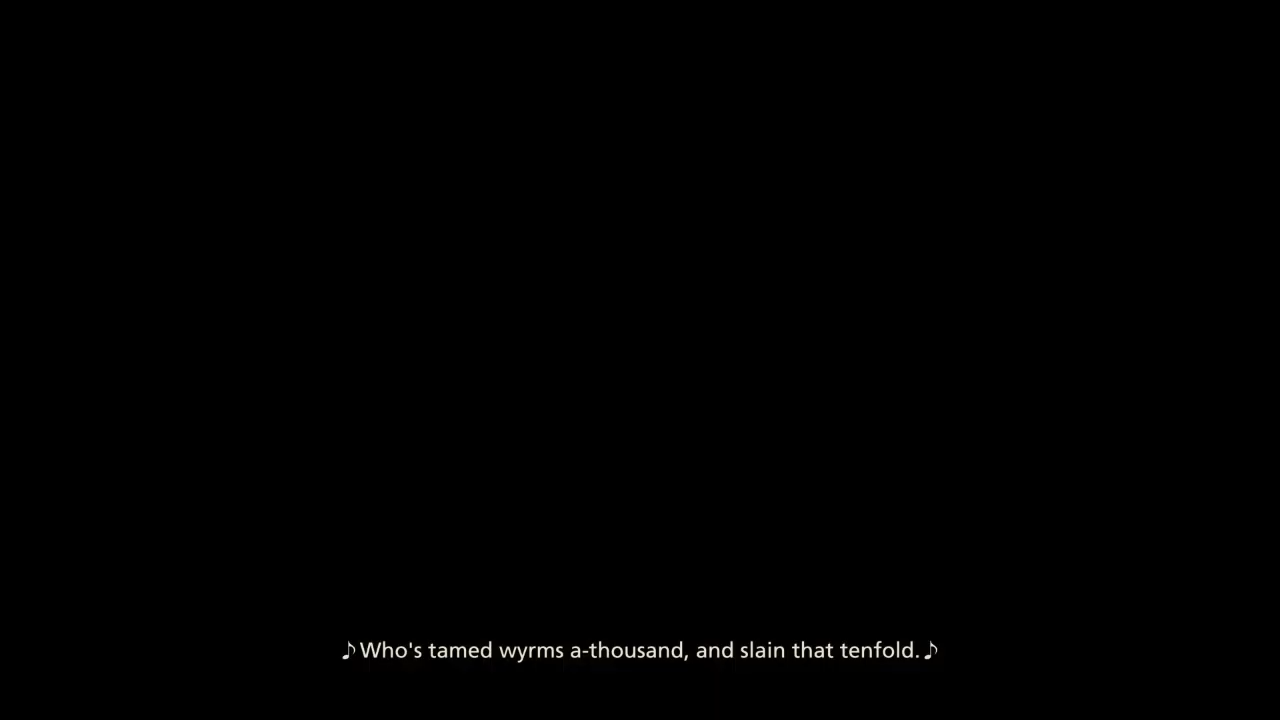 ♪Who's tamed wyrms a-thousand, and slain that tenfold.♪